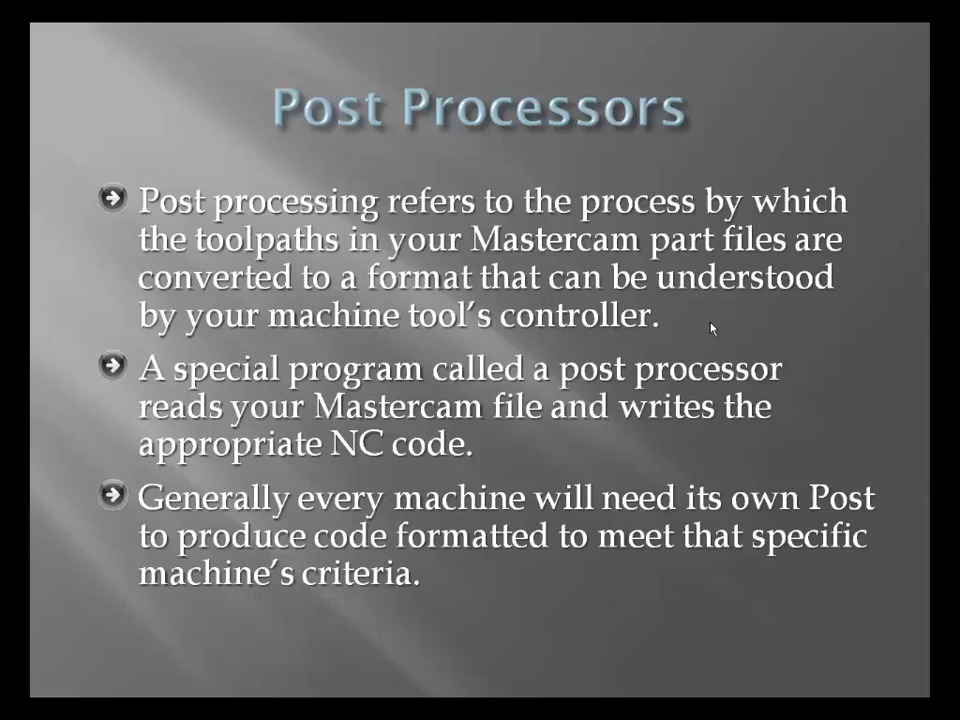 Post Processors
Post processing refers to the process by which
the toolpaths in your Mastercam part files are
converted to a format that can be understood
by your machine tool’s controller.
A special program called a post processor
reads your Mastercam file and writes the
appropriate NC code.
Generally every machine will need its own Post
to produce code formatted to meet that specific
machine’s criteria.